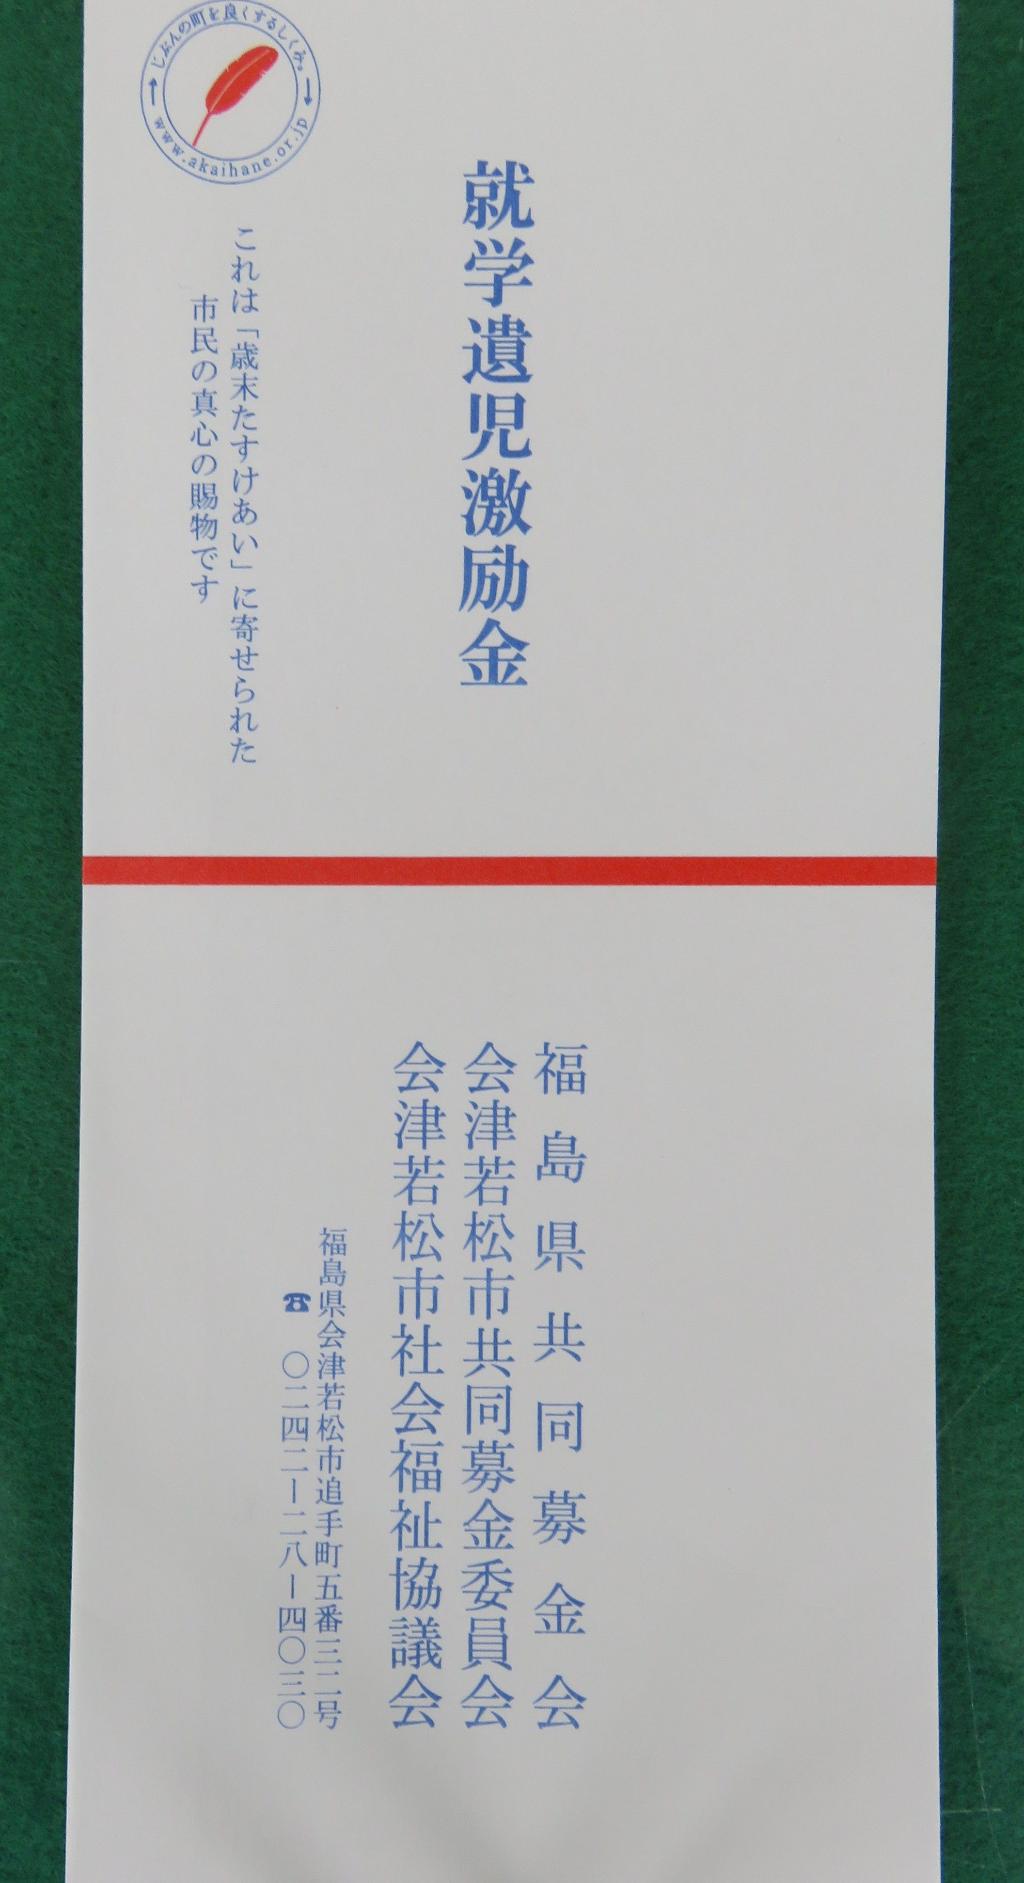 じぶんの町を良くするしくみ。
www.akaihane.or.jp
就学遺児激励金
これは「歳末たすけあい」に寄せられた
市民の真心の賜物です
福島県共同募金会
会津若松市共同募金委員会
会津若松市社会福祉協議会
福島県会津若松市追手町五番三二号
☎ 〇二四二ー二八ー四〇三〇